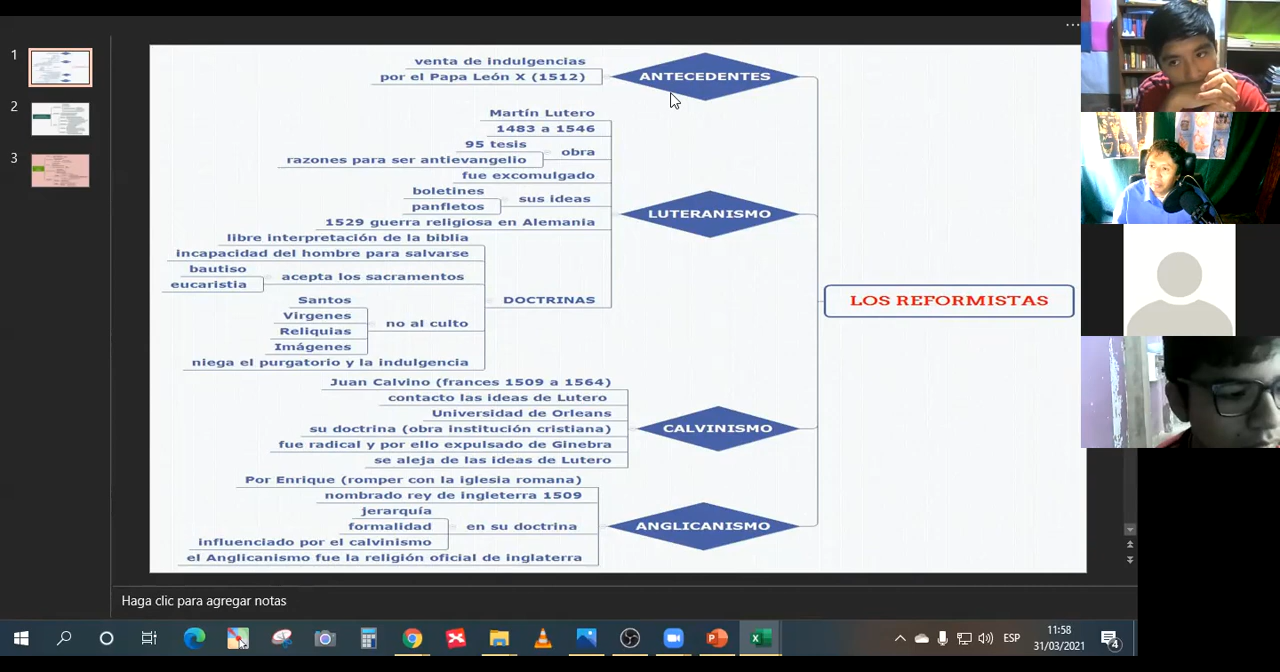 1
2
3
venta de indulgencias
por el Papa León X (1512)
ANTECEDENTES
Martín Lutero
1483 a 1546
95 tesis
razones para ser antievangelio
obra
fue excomulgado
boletines
panfletos
sus ideas
1529 guerra religiosa en Alemania
LUTERANISMO
libre interpretación de la biblia
incapacidad del hombre para salvarse
bautiso
eucaristia
acepta los sacramentos
Santos
Virgenes
Reliquias
Imágenes
no al culto
niega el purgatorio y la indulgencia
DOCTRINAS
LOS REFORMISTAS
Juan Calvino (frances 1509 a 1564)
contacto las ideas de Lutero
Universidad de Orleans
su doctrina (obra institución cristiana)
fue radical y por ello expulsado de Ginebra
se aleja de las ideas de Lutero
CALVINISMO
Por Enrique (romper con la iglesia romana)
nombrado rey de ingleterra 1509
jerarquía
formalidad
influenciado por el calvinismo
en su doctrina
el Anglicanismo fue la religión oficial de inglaterra
ANGLICANISMO
Haga clic para agregar notas
ESP
11:58
31/03/2021
4